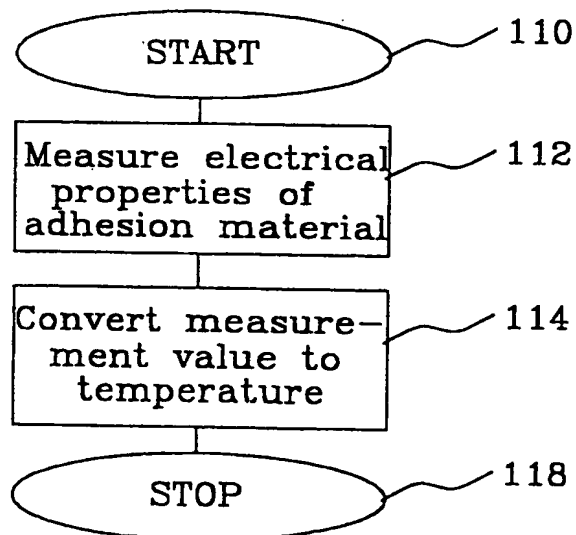 START
110
Measure electrical
properties of
adhesion material
112
Convert measure-
ment value to
temperature
114
STOP
118